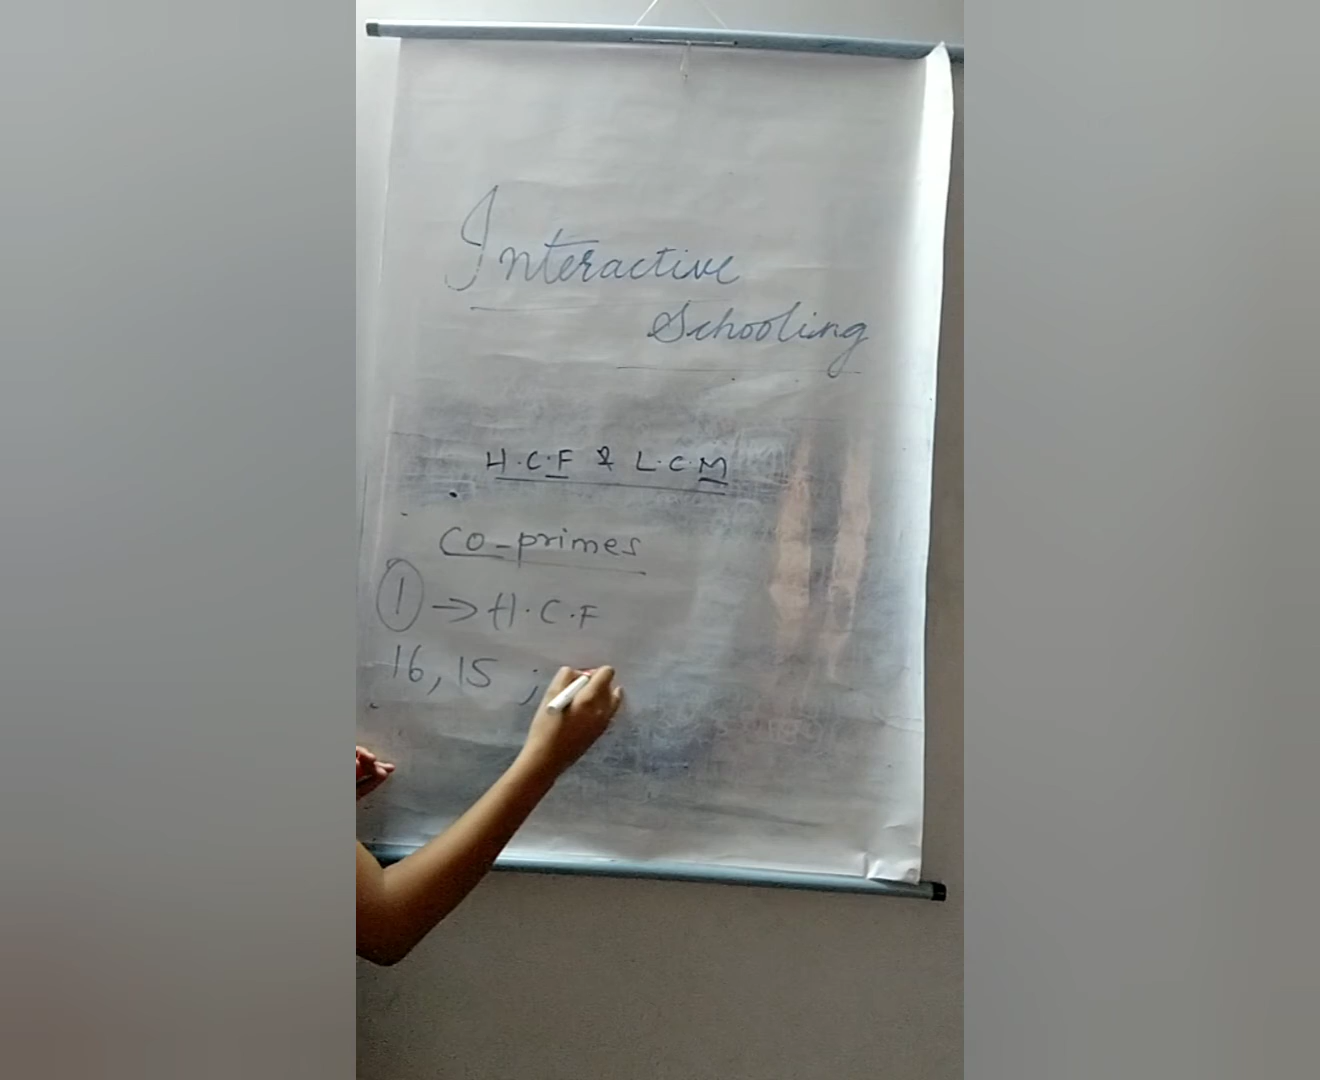 Interactive
Schooling
H.C.F & L.C.M
Co-primes
1 → H.C.F
16, 15 ;